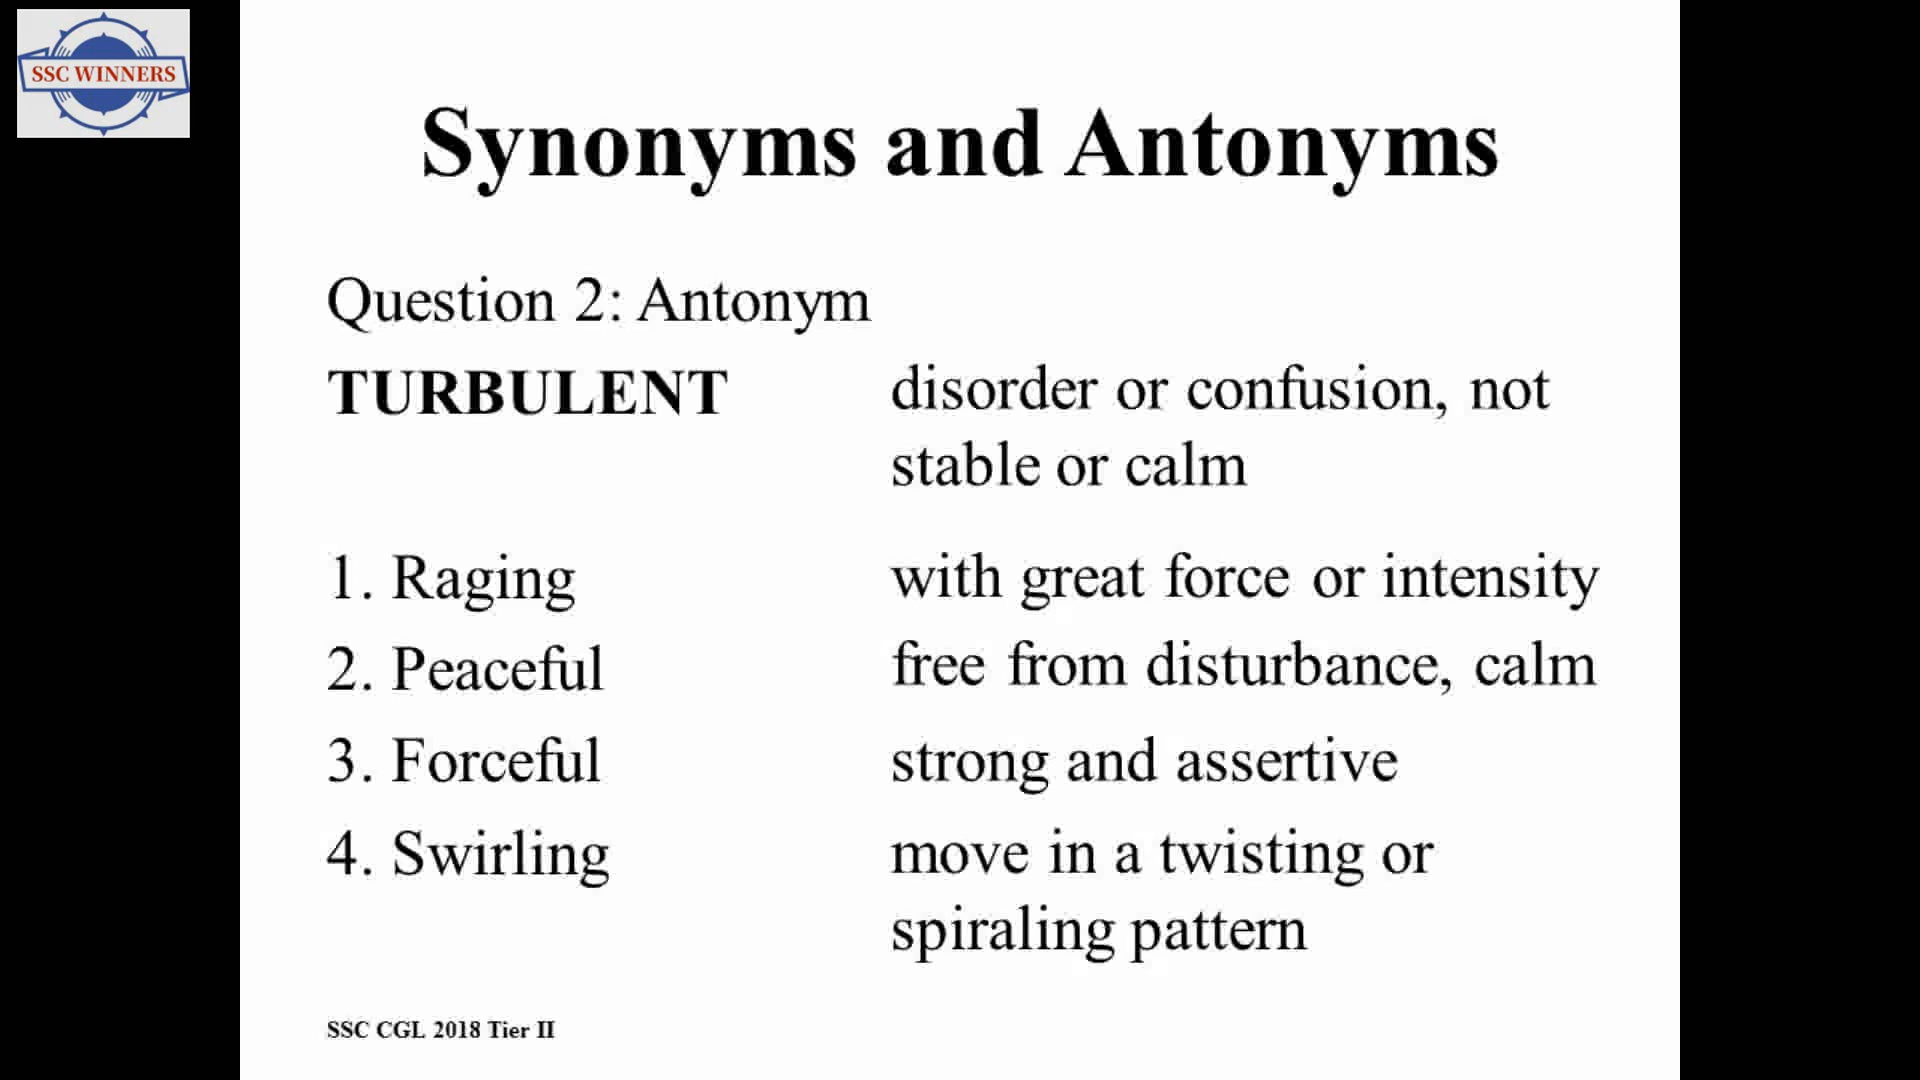 SSC WINNERS
Synonyms and Antonyms
Question 2: Antonym
TURBULENT disorder or confusion, not
stable or calm
1. Raging with great force or intensity
2. Peaceful free from disturbance, calm
3. Forceful strong and assertive
4. Swirling move in a twisting or
spiraling pattern
SSC CGL 2018 Tier II